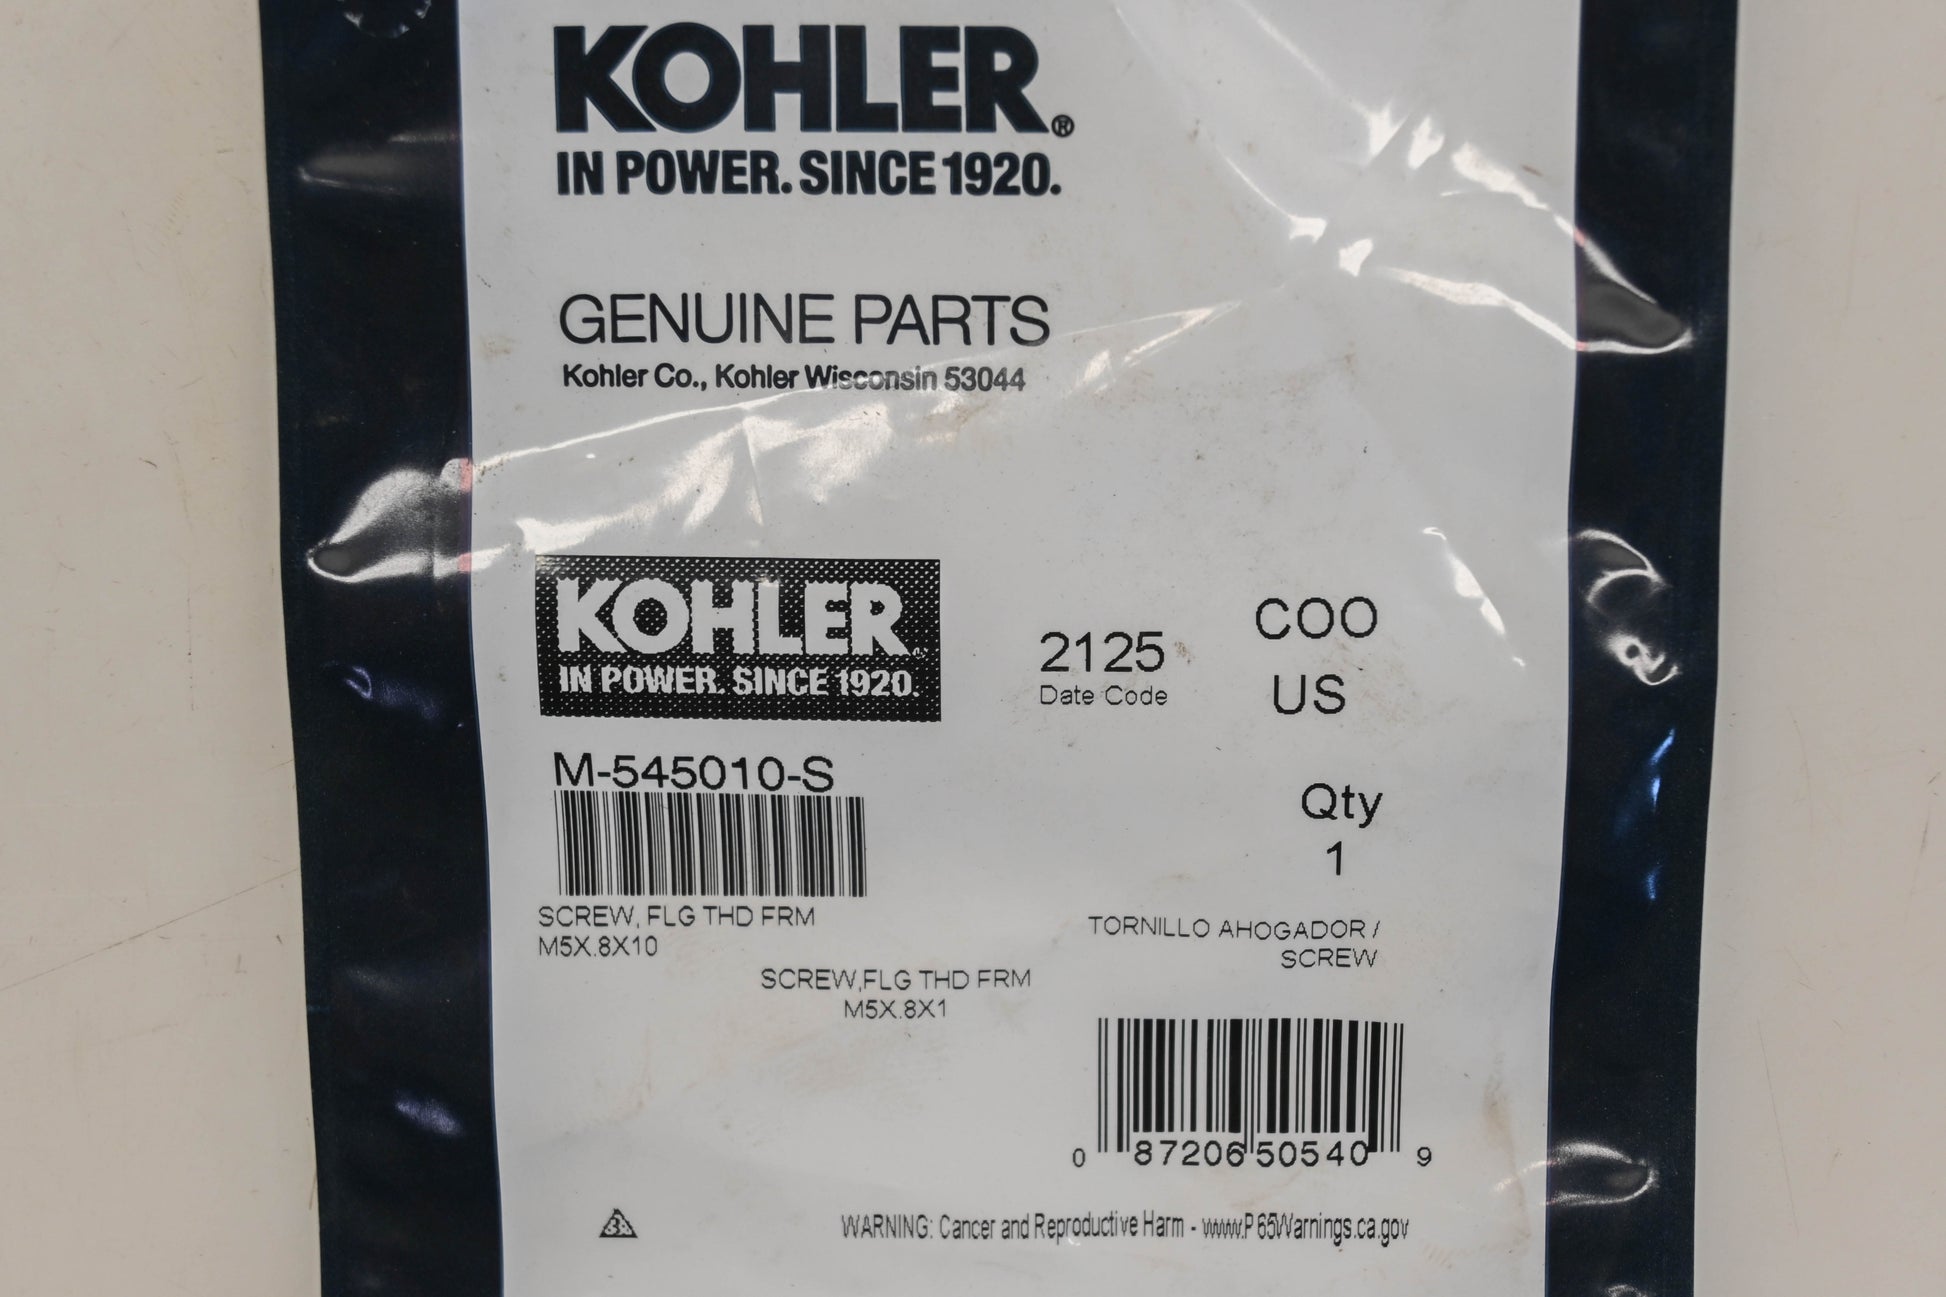 KOHLER®
IN POWER. SINCE 1920.
GENUINE PARTS
Kohler Co., Kohler Wisconsin 53044
KOHLER
IN POWER. SINCE 1920.
2125
Date Code
COO
US
M-545010-S
Qty
1
SCREW, FLG THD FRM
M5X.8X10
TORNILLO AHOGADOR /
SCREW
SCREW,FLG THD FRM
M5X.8X1
0 87206 50540 9
3
WARNING: Cancer and Reproductive Harm - www.P65Warnings.ca.gov